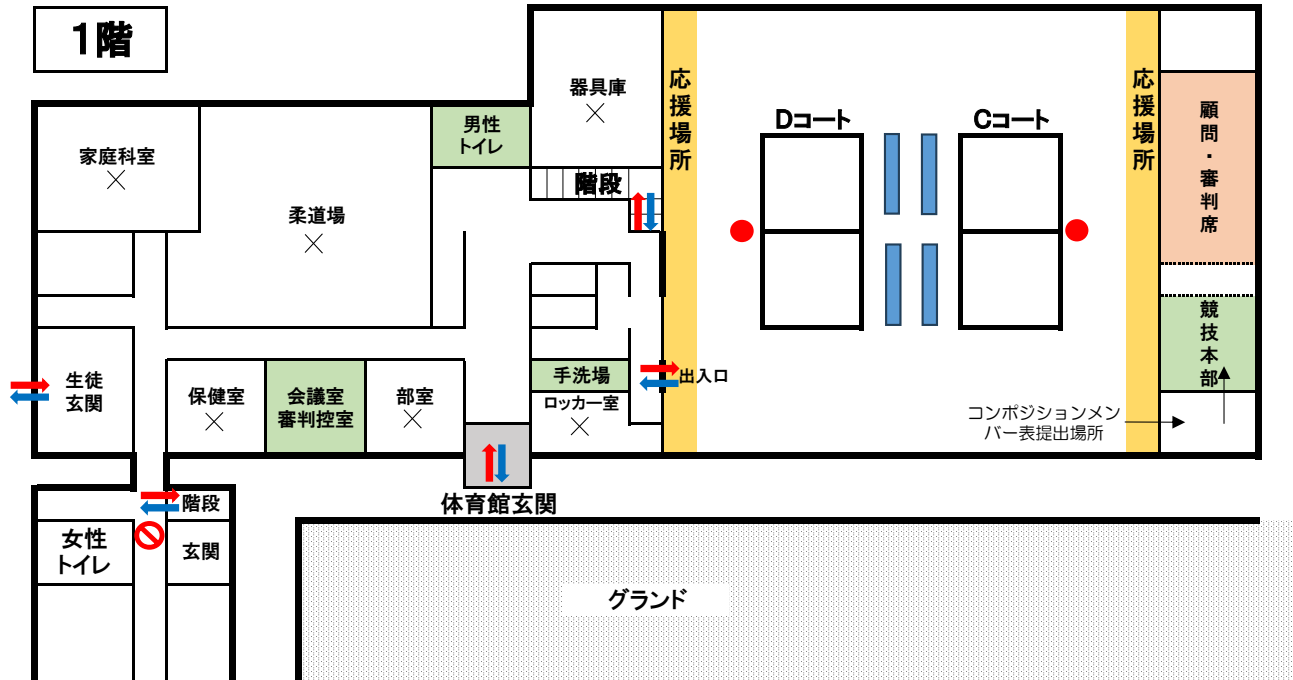 1階
器具庫
応援場所
応援場所
Dコート
Cコート
顧問・審判席
男性
トイレ
家庭科室
階段
柔道場
競技本部
生徒
玄関
保健室
会議室
審判控室
部室
手洗場
ロッカー室
出入口
コンポジションメン
バー表提出場所
体育館玄関
階段
女性
トイレ
玄関
グランド